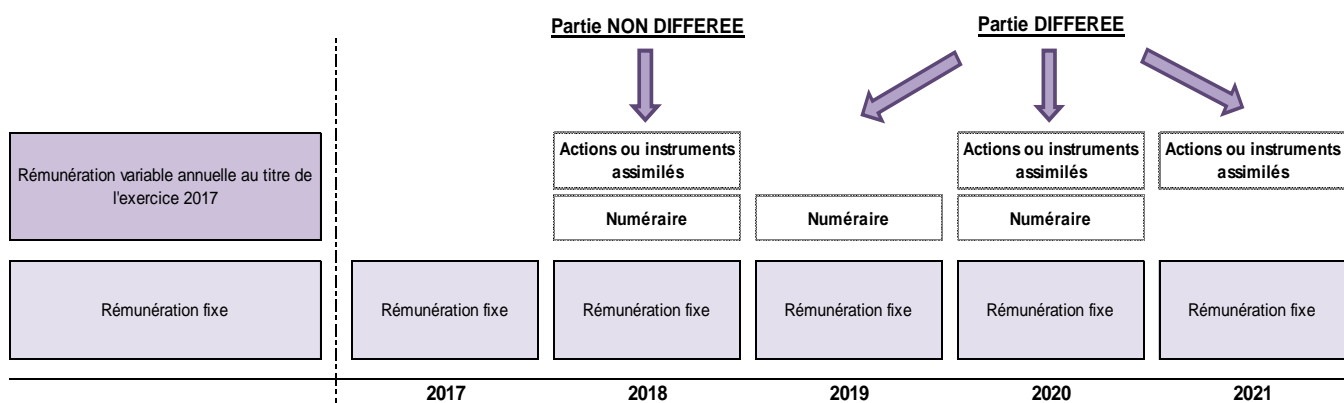 Partie NON DIFFEREE
Partie DIFFEREE
Rémunération variable annuelle au titre de
l'exercice 2017
Actions ou instruments
assimilés
Actions ou instruments
assimilés
Actions ou instruments
assimilés
Numéraire
Numéraire
Numéraire
Rémunération fixe
Rémunération fixe
Rémunération fixe
Rémunération fixe
Rémunération fixe
Rémunération fixe
2017
2018
2019
2020
2021